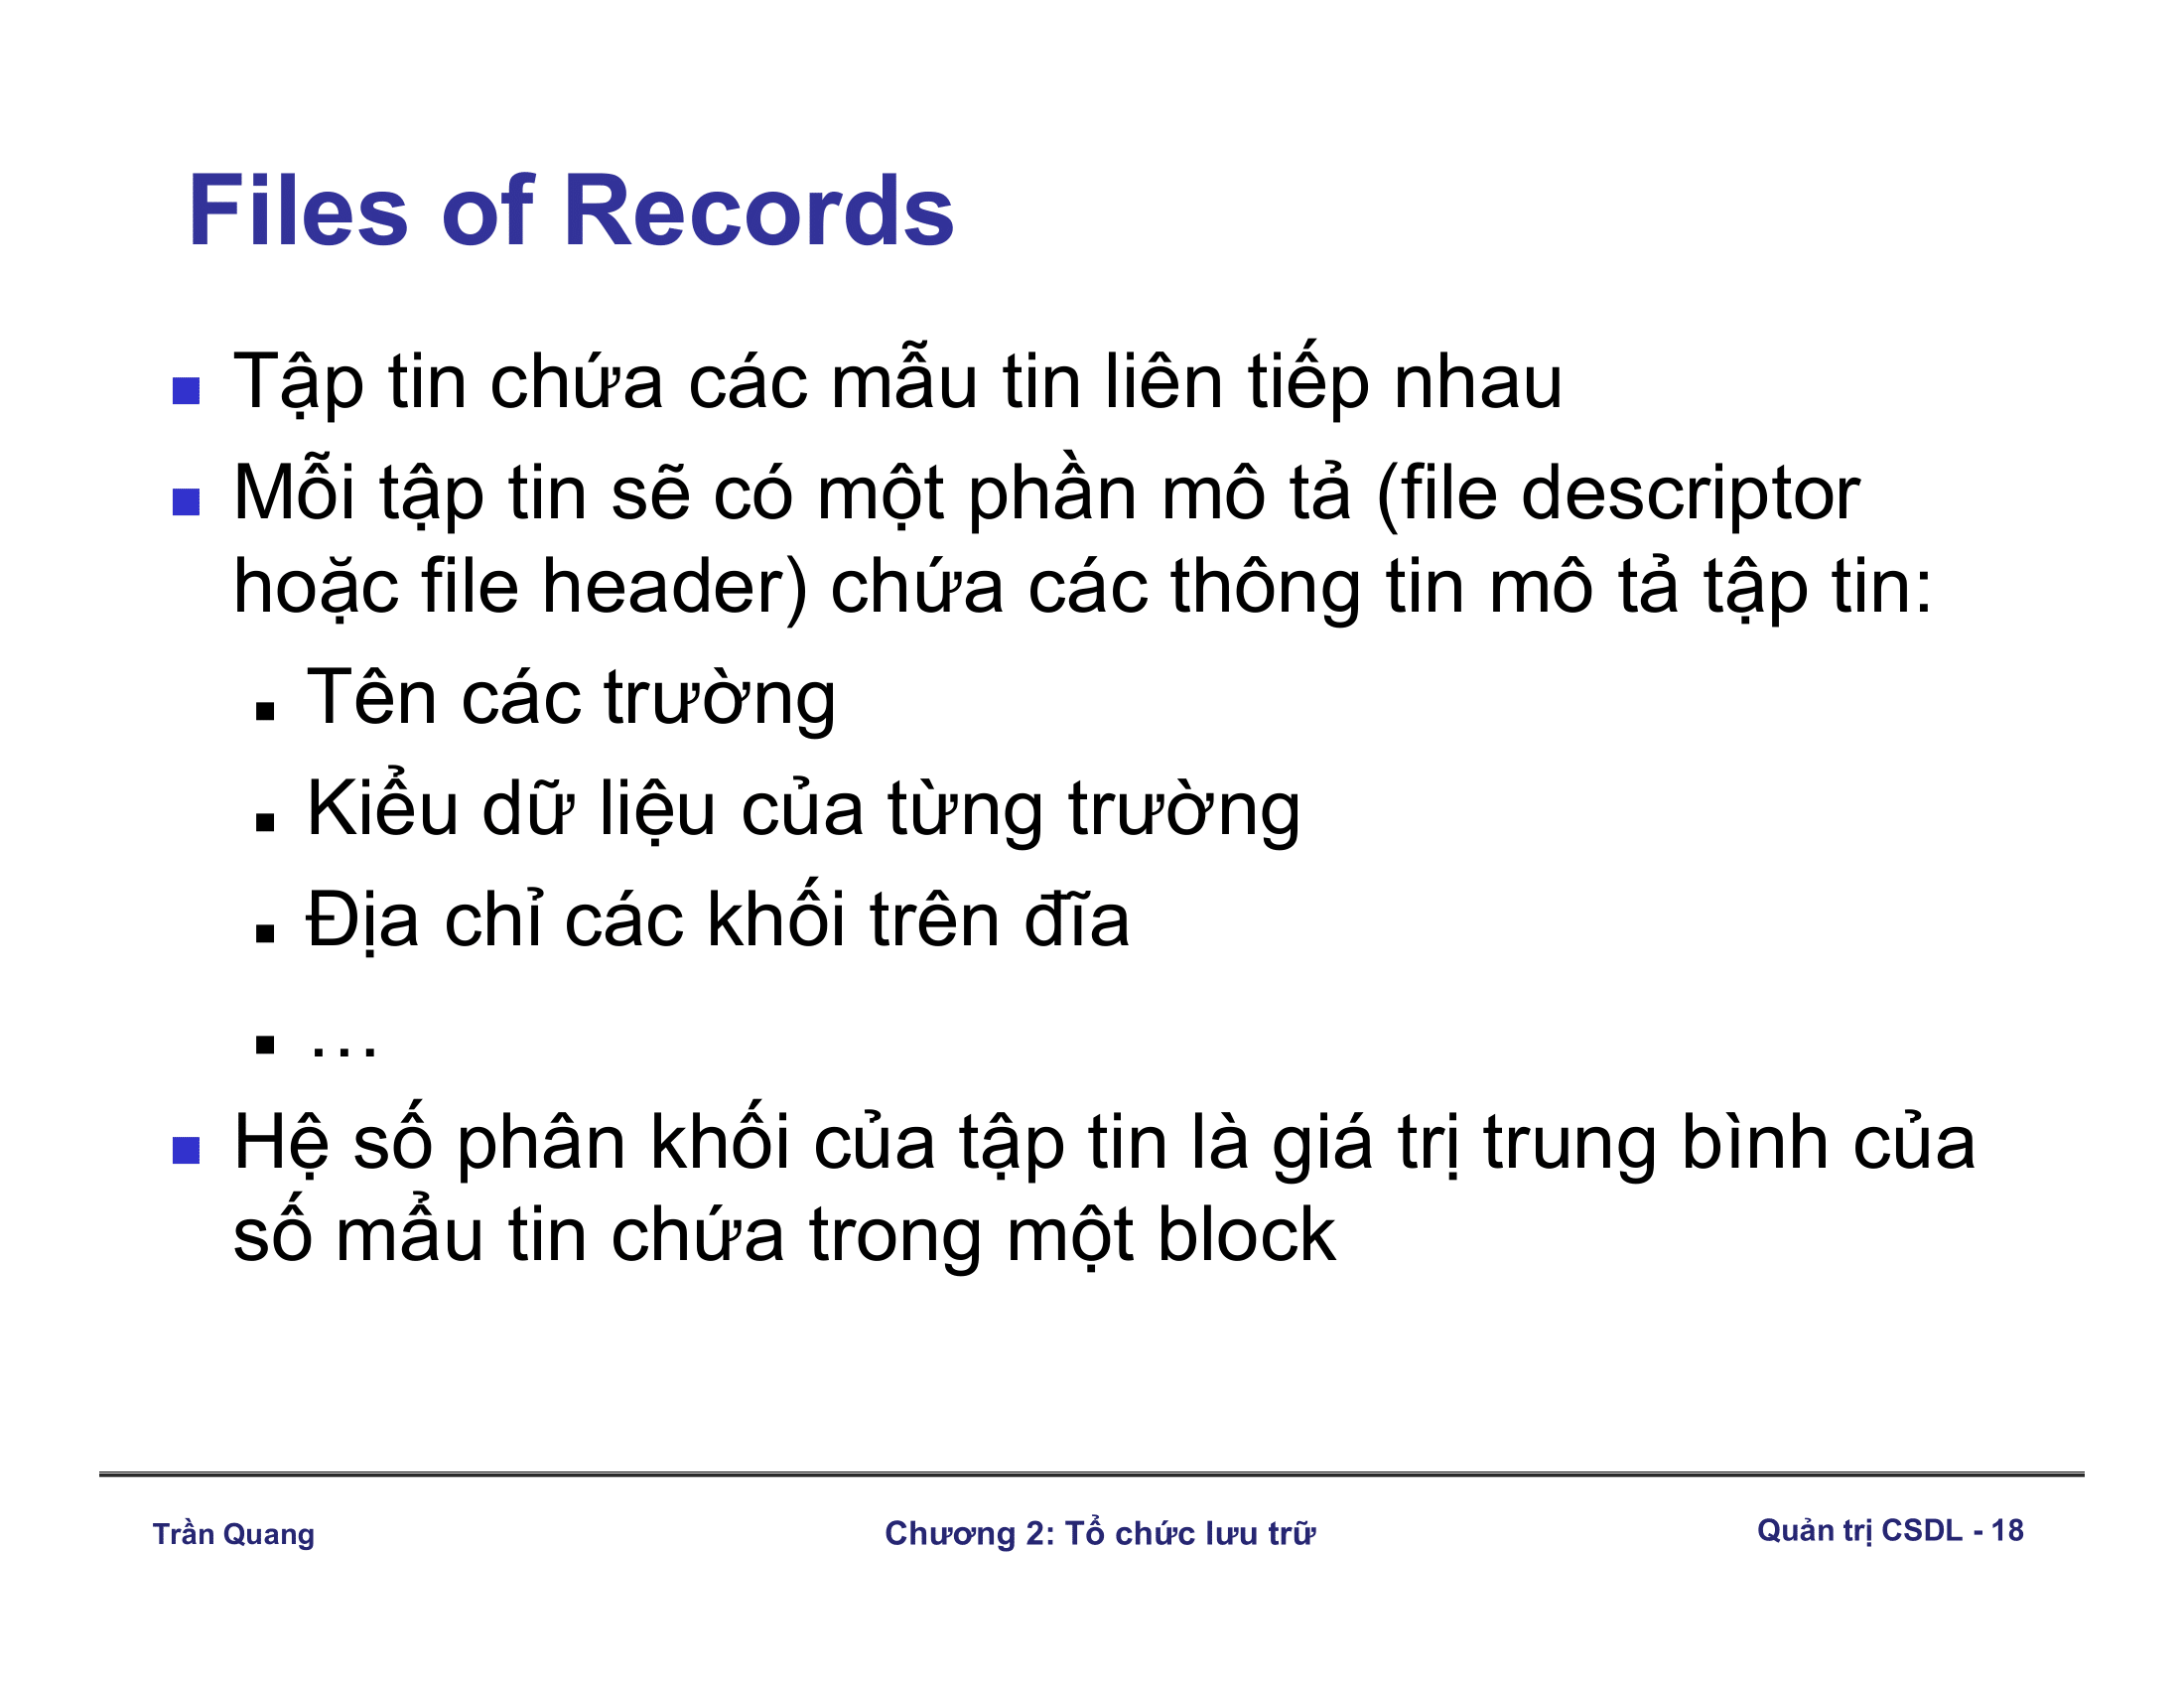 Files of Records
Tập tin chứa các mẫu tin liên tiếp nhau
Mỗi tập tin sẽ có một phần mô tả (file descriptor
hoặc file header) chứa các thông tin mô tả tập tin:
Tên các trường
Kiểu dữ liệu của từng trường
Địa chỉ các khối trên đĩa
…
Hệ số phân khối của tập tin là giá trị trung bình của
số mẩu tin chứa trong một block
Trần Quang
Chương 2: Tổ chức lưu trữ
Quản trị CSDL - 18